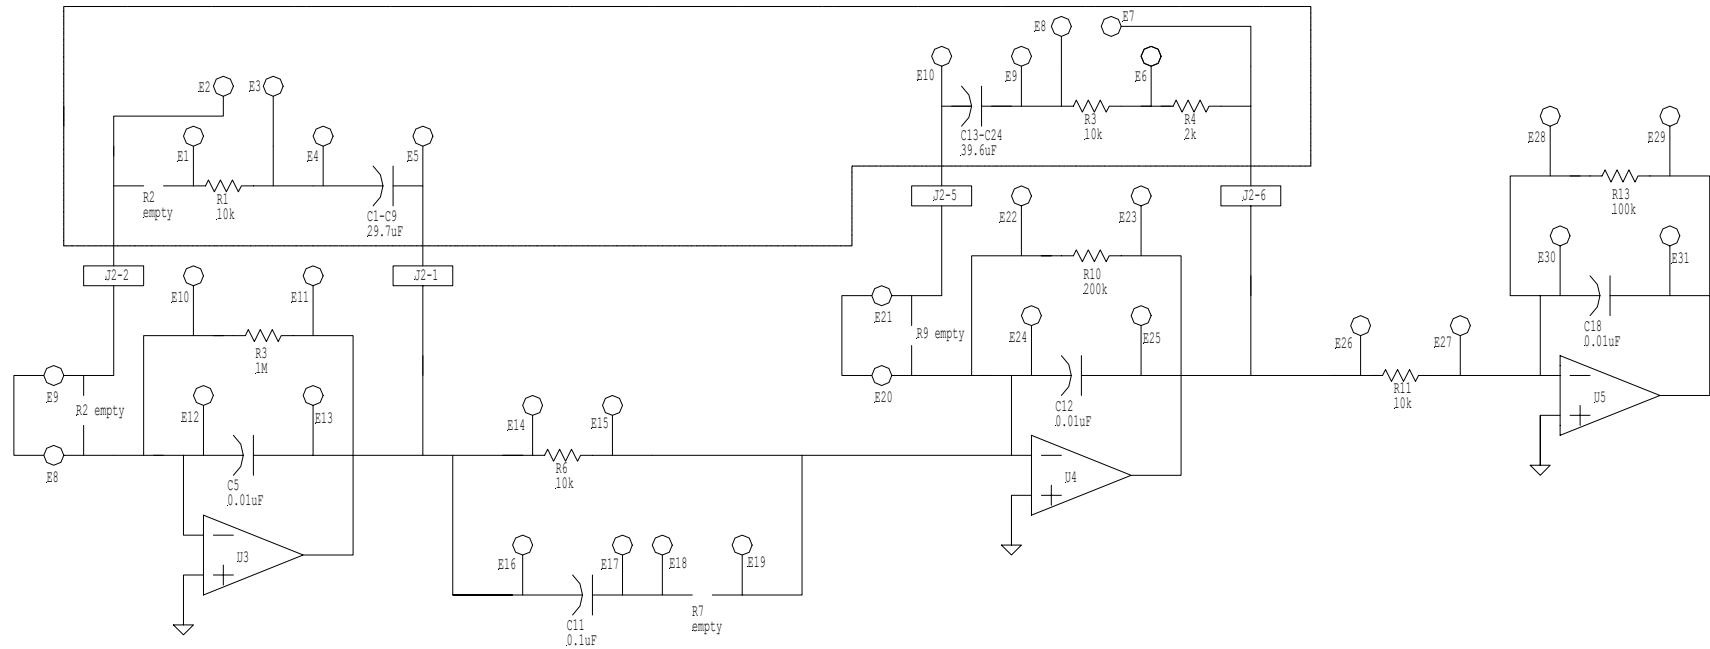 E7
E8
E2
E3
E10
E9
E6
E1
E4
E5
R3
10k
R4
2k
C13-C24
39.6uF
E28
E29
R2
empty
R1
10k
C1-C9
29.7uF
J2-5
J2-6
R13
100k
E22
E23
E30
E31
J2-2
J2-1
R10
200k
E10
E11
E21
R9 empty
E24
E25
E26
E27
C18
0.01uF
R3
1M
E9
R2 empty
E12
E13
E20
C12
0.01uF
R11
10k
U5
E14
E15
E8
C5
0.01uF
R6
10k
U4
U3
E16
E17
E18
E19
C11
0.1uF
R7
empty